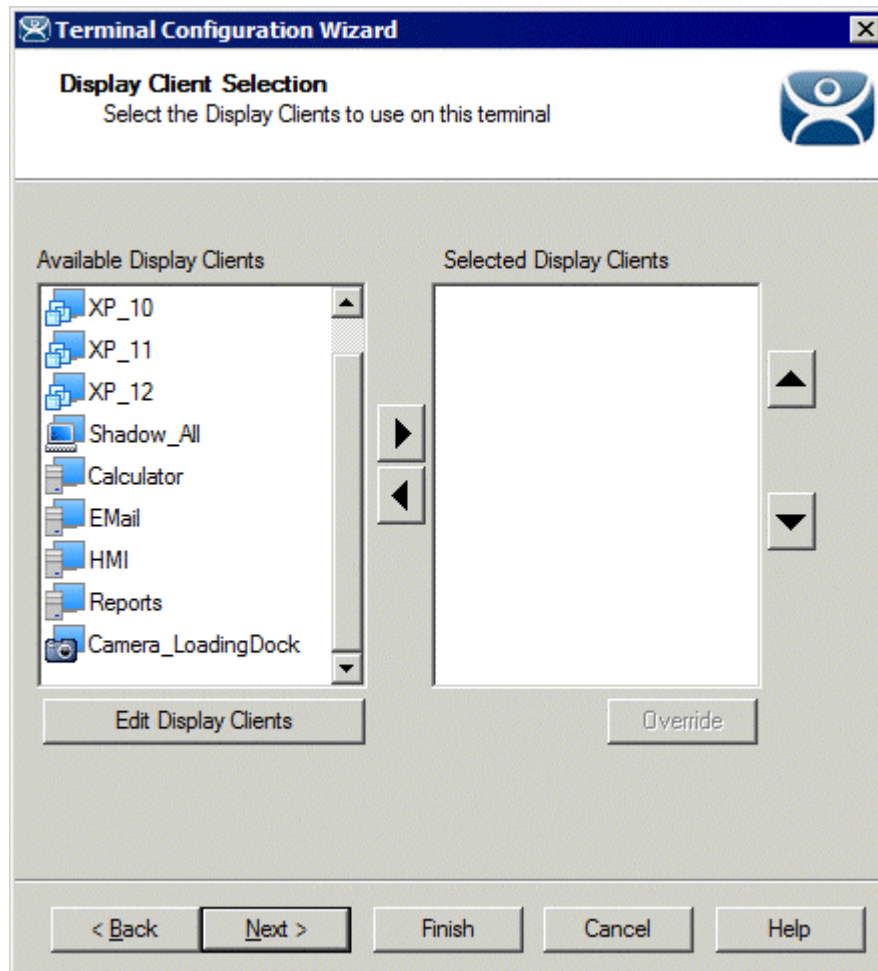 Terminal Configuration Wizard
Display Client Selection
Select the Display Clients to use on this terminal
Available Display Clients
Selected Display Clients
XP_10
XP_11
XP_12
Shadow_All
Calculator
EMail
HMI
Reports
Camera_LoadingDock
Edit Display Clients
Override
< Back
Next >
Finish
Cancel
Help